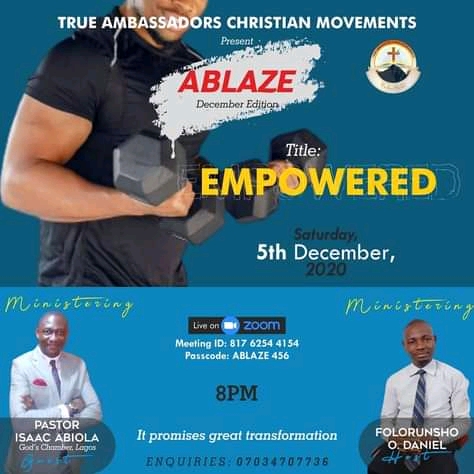 TRUE AMBASSADORS CHRISTIAN MOVEMENTS
Present
ABLAZE
December Edition
Title:
EMPOWERED
Saturday,
5th December,
2020
Ministering
Ministering
Live on zoom
Meeting ID: 817 6254 4154
Passcode: ABLAZE 456
8PM
PASTOR
ISAAC ABIOLA
God's Chamber, Lagos
Guest
FOLORUNSHO
O. DANIEL
Host
It promises great transformation
ENQUIRIES: 07034707736